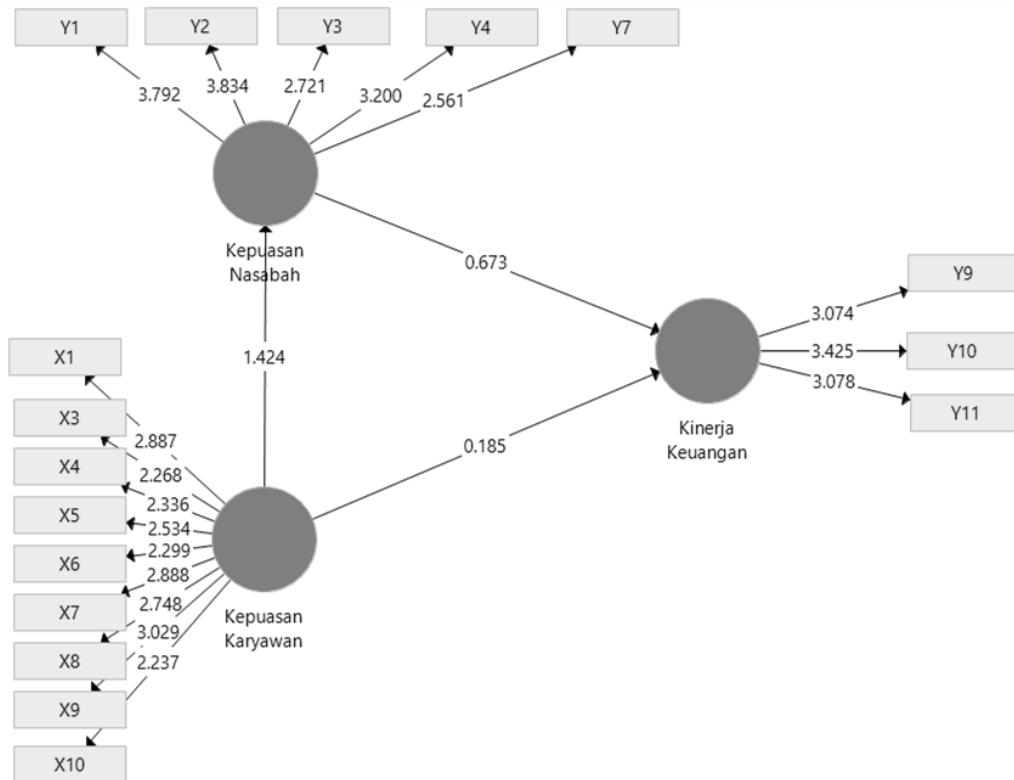 Y1 Y2 Y3 Y4 Y7
3.792 3.834 2.721 3.200 2.561
Kepuasan
Nasabah
0.673
1.424
0.185
Y9
3.074
Y10
3.425
Y11
3.078
Kinerja
Keuangan
X1
2.887
X3
2.268
X4
2.336
X5
2.534
X6
2.299
X7
2.888
X8
2.748
X9
3.029
X10
2.237
Kepuasan
Karyawan